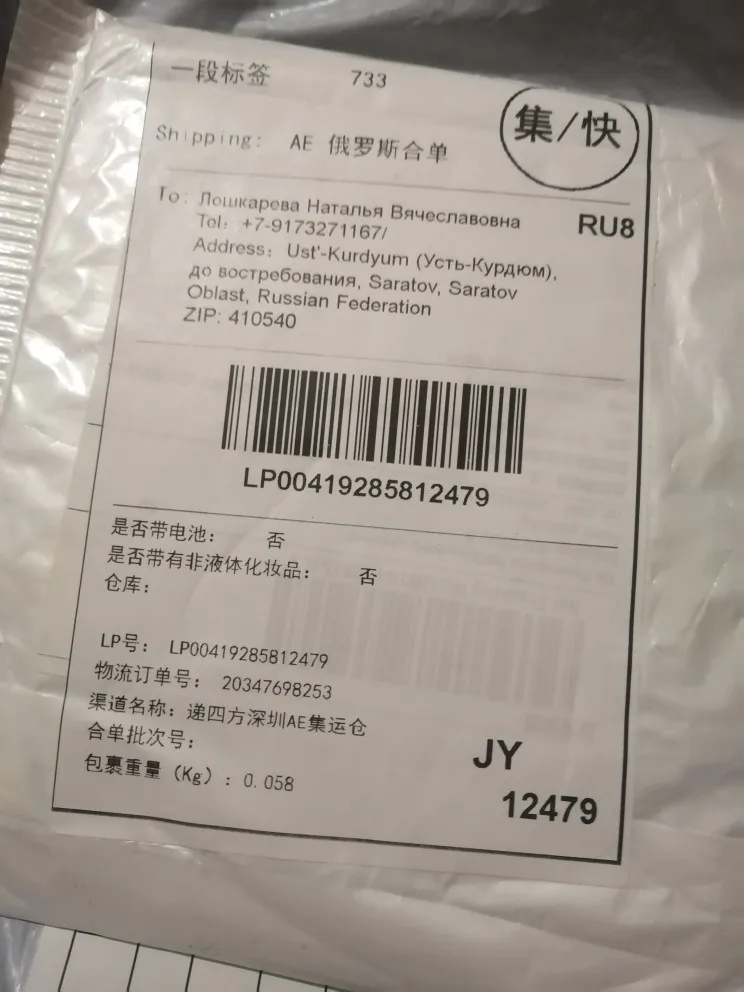 一段标签 733
集/快
Shipping: AE 俄罗斯合单
RU8
To: Лошкарева Наталья Вячеславовна
Tel: +7-9173271167/
Address: Ust'-Kurdyum (Усть-Курдюм),
до востребования, Saratov, Saratov
Oblast, Russian Federation
ZIP: 410540
LP00419285812479
是否带电池: 否
是否带有非液体化妆品: 否
仓库:
LP号: LP00419285812479
物流订单号: 20347698253
渠道名称: 递四方深圳AE集运仓
合单批次号:
包裹重量 (Kg) : 0.058
JY
12479